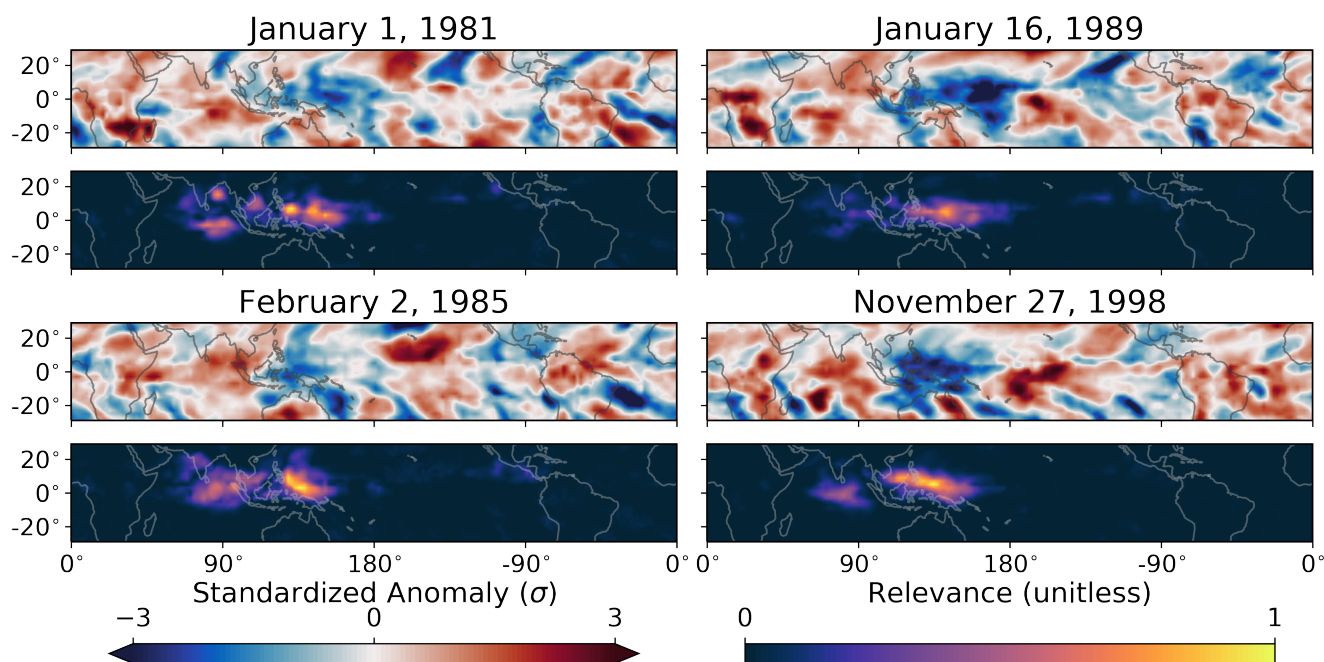 January 1, 1981
January 16, 1989
20°
0°
-20°
20°
0°
-20°
February 2, 1985
November 27, 1998
20°
0°
-20°
20°
0°
-20°
0° 90° 180° -90° 0° 90° 180° -90° 0°
Standardized Anomaly (σ)
Relevance (unitless)
−3 0 3
0 1